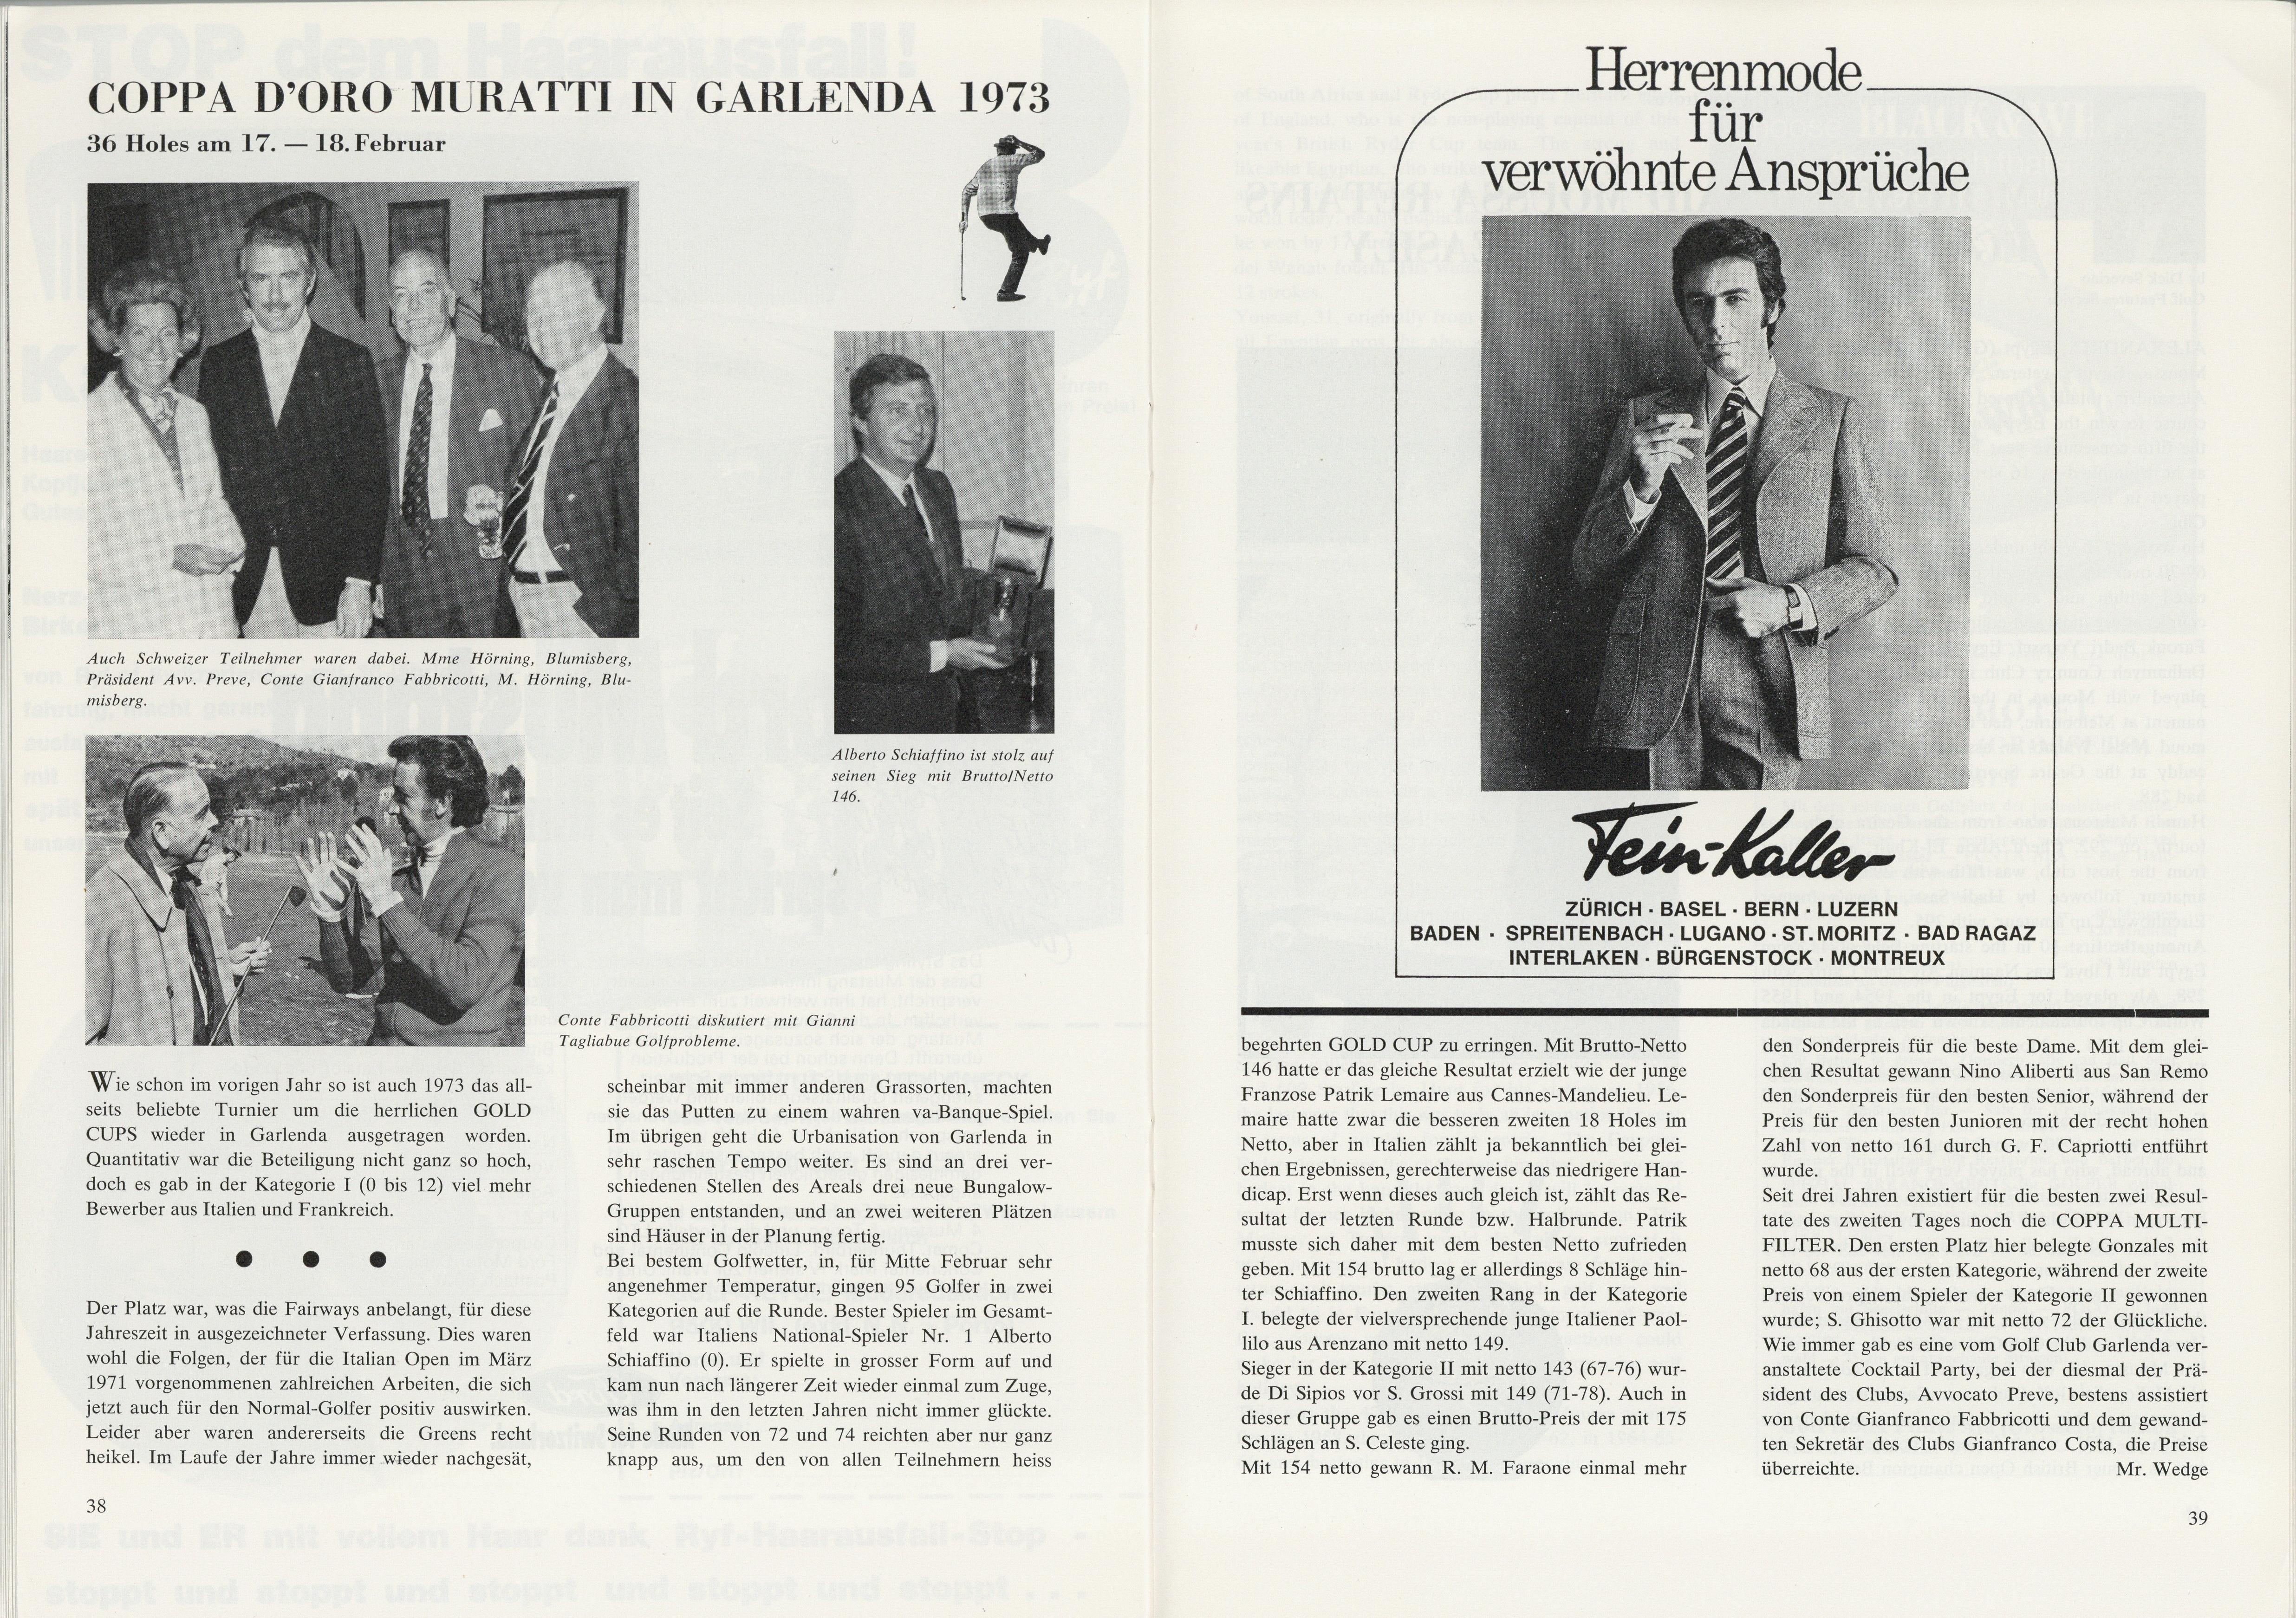 COPPA D'ORO MURATTI IN GARLENDA 1973
36 Holes am 17. — 18. Februar
Auch Schweizer Teilnehmer waren dabei. Mme Hörning, Blumisberg,
Präsident Avv. Preve, Conte Gianfranco Fabbricotti, M. Hörning, Blu-
misberg.
Alberto Schiaffino ist stolz auf
seinen Sieg mit Brutto/Netto
146.
Conte Fabbricotti diskutiert mit Gianni
Tagliabue Golfprobleme.
Wie schon im vorigen Jahr so ist auch 1973 das all-
seits beliebte Turnier um die herrlichen GOLD
CUPS wieder in Garlenda ausgetragen worden.
Quantitativ war die Beteiligung nicht ganz so hoch,
doch es gab in der Kategorie I (0 bis 12) viel mehr
Bewerber aus Italien und Frankreich.
● ● ●
Der Platz war, was die Fairways anbelangt, für diese
Jahreszeit in ausgezeichneter Verfassung. Dies waren
wohl die Folgen, der für die Italian Open im März
1971 vorgenommenen zahlreichen Arbeiten, die sich
jetzt auch für den Normal-Golfer positiv auswirken.
Leider aber waren andererseits die Greens recht
heikel. Im Laufe der Jahre immer wieder nachgesät,
scheinbar mit immer anderen Grassorten, machten
sie das Putten zu einem wahren va-Banque-Spiel.
Im übrigen geht die Urbanisation von Garlenda in
sehr raschen Tempo weiter. Es sind an drei ver-
schiedenen Stellen des Areals drei neue Bungalow-
Gruppen entstanden, und an zwei weiteren Plätzen
sind Häuser in der Planung fertig.
Bei bestem Golfwetter, in, für Mitte Februar sehr
angenehmer Temperatur, gingen 95 Golfer in zwei
Kategorien auf die Runde. Bester Spieler im Gesamt-
feld war Italiens National-Spieler Nr. 1 Alberto
Schiaffino (0). Er spielte in grosser Form auf und
kam nun nach längerer Zeit wieder einmal zum Zuge,
was ihm in den letzten Jahren nicht immer glückte.
Seine Runden von 72 und 74 reichten aber nur ganz
knapp aus, um den von allen Teilnehmern heiss
38
Herrenmode
für
verwöhnte Ansprüche
Fein-Kaller
ZÜRICH · BASEL · BERN · LUZERN
BADEN · SPREITENBACH · LUGANO · ST. MORITZ · BAD RAGAZ
INTERLAKEN · BÜRGENSTOCK · MONTREUX
begehrten GOLD CUP zu erringen. Mit Brutto-Netto
146 hatte er das gleiche Resultat erzielt wie der junge
Franzose Patrik Lemaire aus Cannes-Mandelieu. Le-
maire hatte zwar die besseren zweiten 18 Holes im
Netto, aber in Italien zählt ja bekanntlich bei glei-
chen Ergebnissen, gerechterweise das niedrigere Han-
dicap. Erst wenn dieses auch gleich ist, zählt das Re-
sultat der letzten Runde bzw. Halbrunde. Patrik
musste sich daher mit dem besten Netto zufrieden
geben. Mit 154 brutto lag er allerdings 8 Schläge hin-
ter Schiaffino. Den zweiten Rang in der Kategorie
I. belegte der vielversprechende junge Italiener Paol-
lilo aus Arenzano mit netto 149.
Sieger in der Kategorie II mit netto 143 (67-76) wur-
de Di Sipios vor S. Grossi mit 149 (71-78). Auch in
dieser Gruppe gab es einen Brutto-Preis der mit 175
Schlägen an S. Celeste ging.
Mit 154 netto gewann R. M. Faraone einmal mehr
den Sonderpreis für die beste Dame. Mit dem glei-
chen Resultat gewann Nino Aliberti aus San Remo
den Sonderpreis für den besten Senior, während der
Preis für den besten Junioren mit der recht hohen
Zahl von netto 161 durch G. F. Capriotti entführt
wurde.
Seit drei Jahren existiert für die besten zwei Resul-
tate des zweiten Tages noch die COPPA MULTI-
FILTER. Den ersten Platz hier belegte Gonzales mit
netto 68 aus der ersten Kategorie, während der zweite
Preis von einem Spieler der Kategorie II gewonnen
wurde; S. Ghisotto war mit netto 72 der Glückliche.
Wie immer gab es eine vom Golf Club Garlenda ver-
anstaltete Cocktail Party, bei der diesmal der Prä-
sident des Clubs, Avvocato Preve, bestens assistiert
von Conte Gianfranco Fabbricotti und dem gewand-
ten Sekretär des Clubs Gianfranco Costa, die Preise
überreichte. Mr. Wedge
39